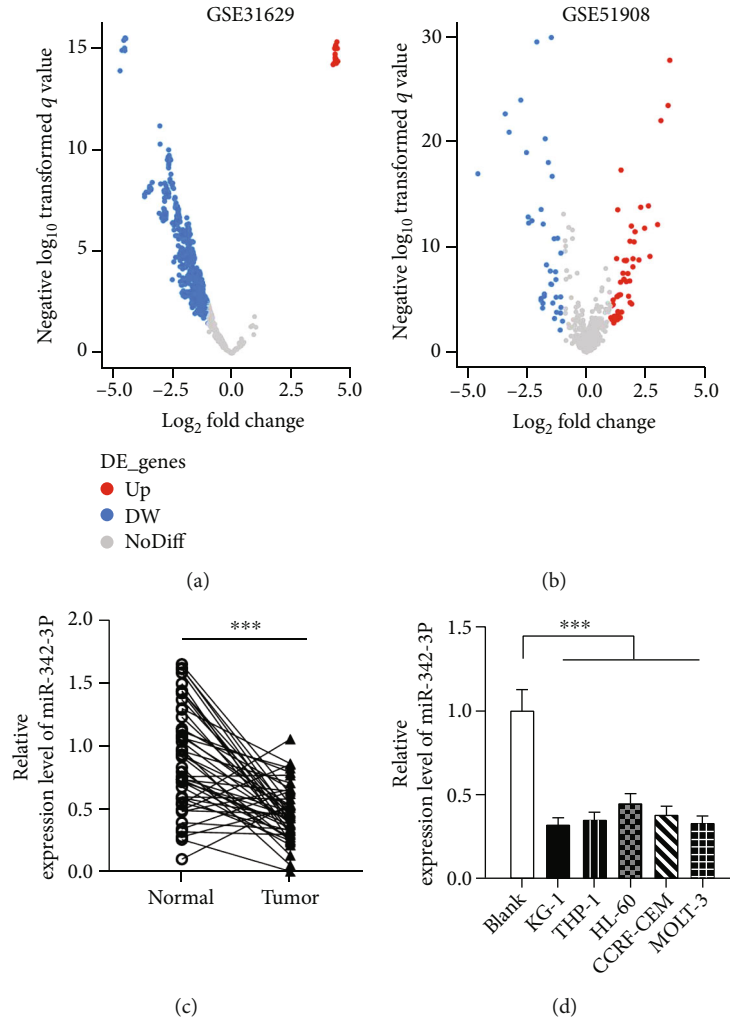 GSE31629
Negative log10 transformed q value
15
10
5
0
−5.0 −2.5 0.0 2.5 5.0
Log2 fold change
DE_genes
Up
DW
NoDiff
(a)
GSE51908
Negative log10 transformed q value
30
20
10
0
−5.0 −2.5 0.0 2.5 5.0
Log2 fold change
(b)
Relative
expression level of miR-342-3P
2.0
1.5
1.0
0.5
0.0
***
Normal Tumor
(c)
Relative
expression level of miR-342-3P
1.5
1.0
0.5
0.0
***
Blank
KG-1
THP-1
HL-60
CCRF-CEM
MOLT-3
(d)